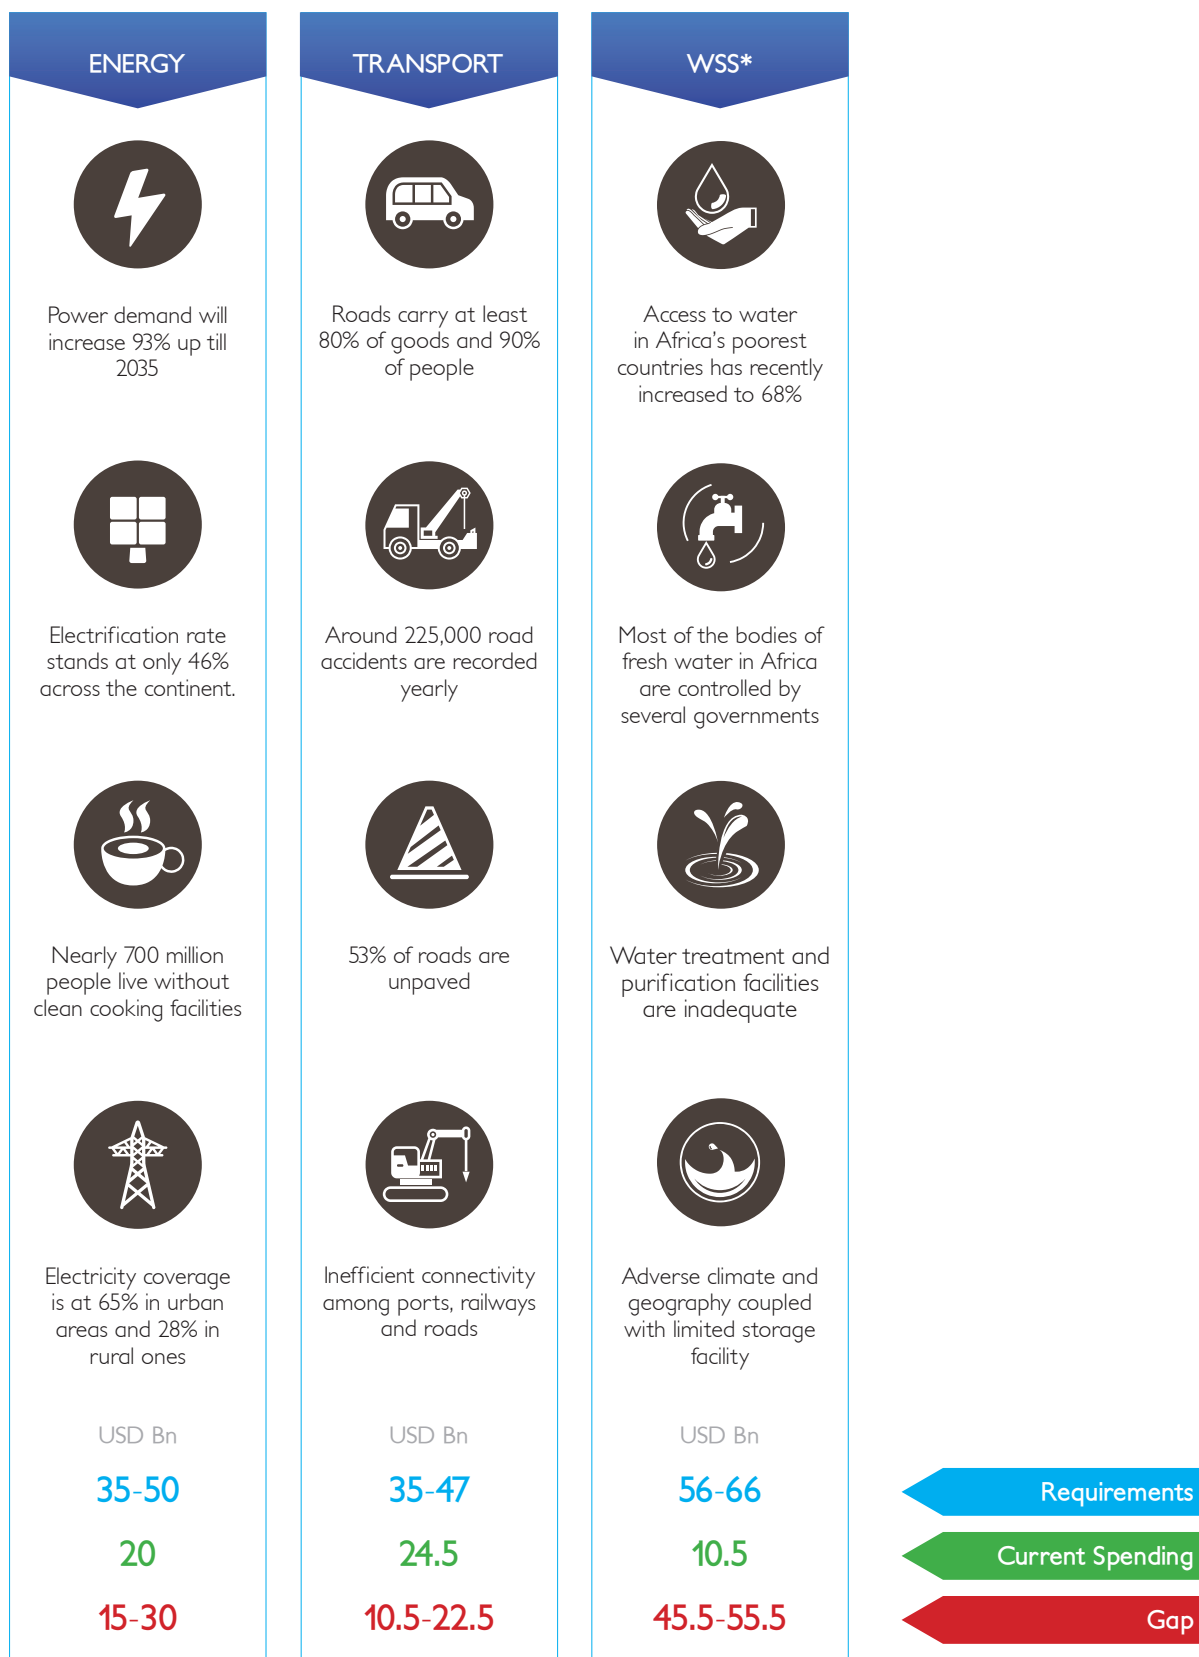 ENERGY
Power demand will
increase 93% up till
2035
Electrification rate
stands at only 46%
across the continent.
Nearly 700 million
people live without
clean cooking facilities
Electricity coverage
is at 65% in urban
areas and 28% in
rural ones
USD Bn
35-50
20
15-30
TRANSPORT
Roads carry at least
80% of goods and 90%
of people
Around 225,000 road
accidents are recorded
yearly
53% of roads are
unpaved
Inefficient connectivity
among ports, railways
and roads
USD Bn
35-47
24.5
10.5-22.5
WSS*
Access to water
in Africa's poorest
countries has recently
increased to 68%
Most of the bodies of
fresh water in Africa
are controlled by
several governments
Water treatment and
purification facilities
are inadequate
Adverse climate and
geography coupled
with limited storage
facility
USD Bn
56-66
10.5
45.5-55.5
Requirements
Current Spending
Gap